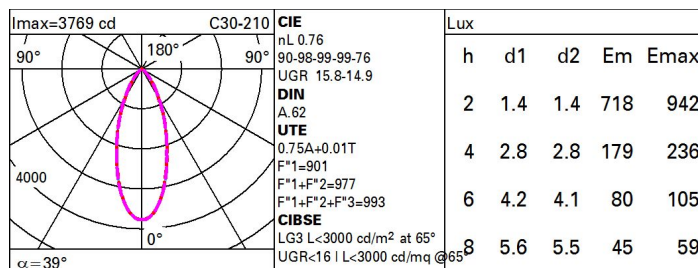 Imax=3769 cd C30-210
90° 180° 90°
4000
0°
α=39°
CIE
nL 0.76
90-98-99-99-76
UGR 15.8-14.9
DIN
A.62
UTE
0.75A+0.01T
F"1=901
F"1+F"2=977
F"1+F"2+F"3=993
CIBSE
LG3 L<3000 cd/m² at 65°
UGR<16 | L<3000 cd/mq @65°
Lux
h d1 d2 Em Emax
2 1.4 1.4 718 942
4 2.8 2.8 179 236
6 4.2 4.1 80 105
8 5.6 5.5 45 59